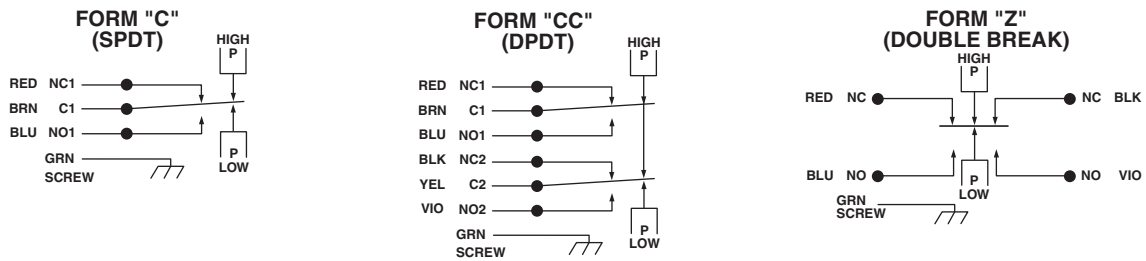 FORM "C"
(SPDT)
HIGH
P
RED NC1
BRN C1
BLU NO1
P
LOW
GRN
SCREW
FORM "CC"
(DPDT)
HIGH
P
RED NC1
BRN C1
BLU NO1
BLK NC2
YEL C2
VIO NO2
P
LOW
GRN
SCREW
FORM "Z"
(DOUBLE BREAK)
HIGH
P
RED NC
NC BLK
BLU NO
P
LOW
NO VIO
GRN
SCREW